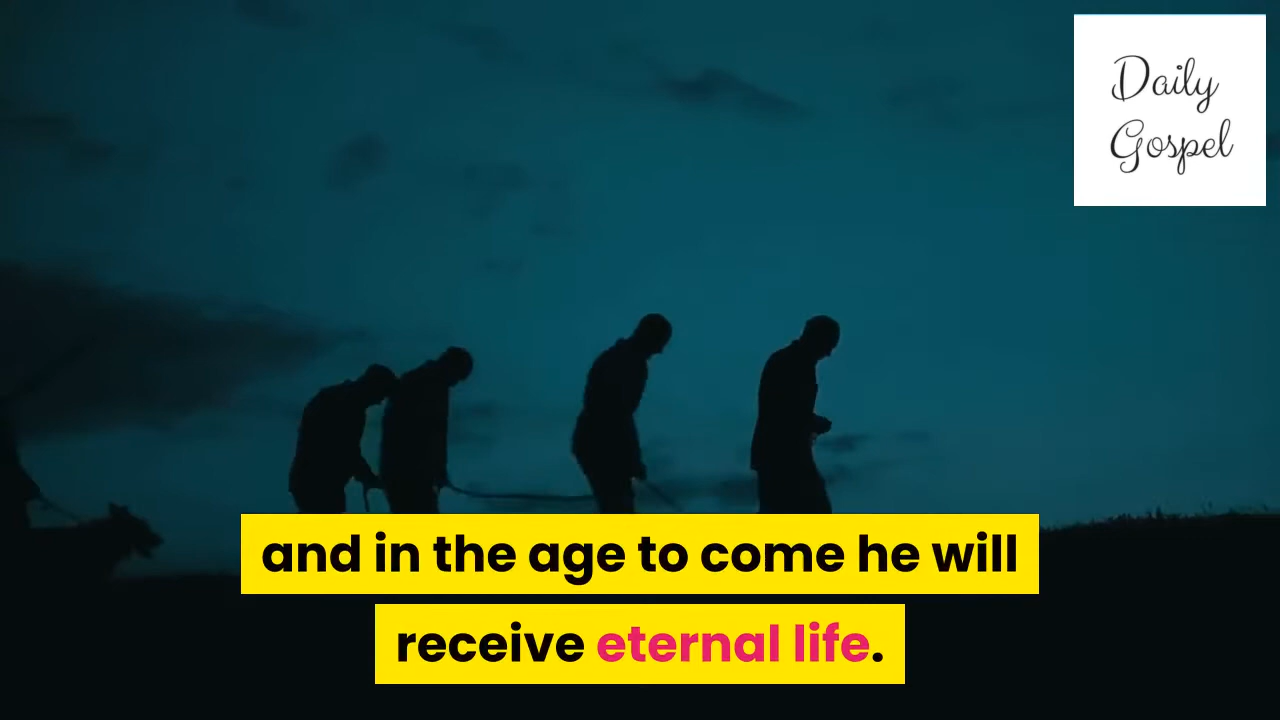 Daily
Gospel
and in the age to come he will
receive eternal life.